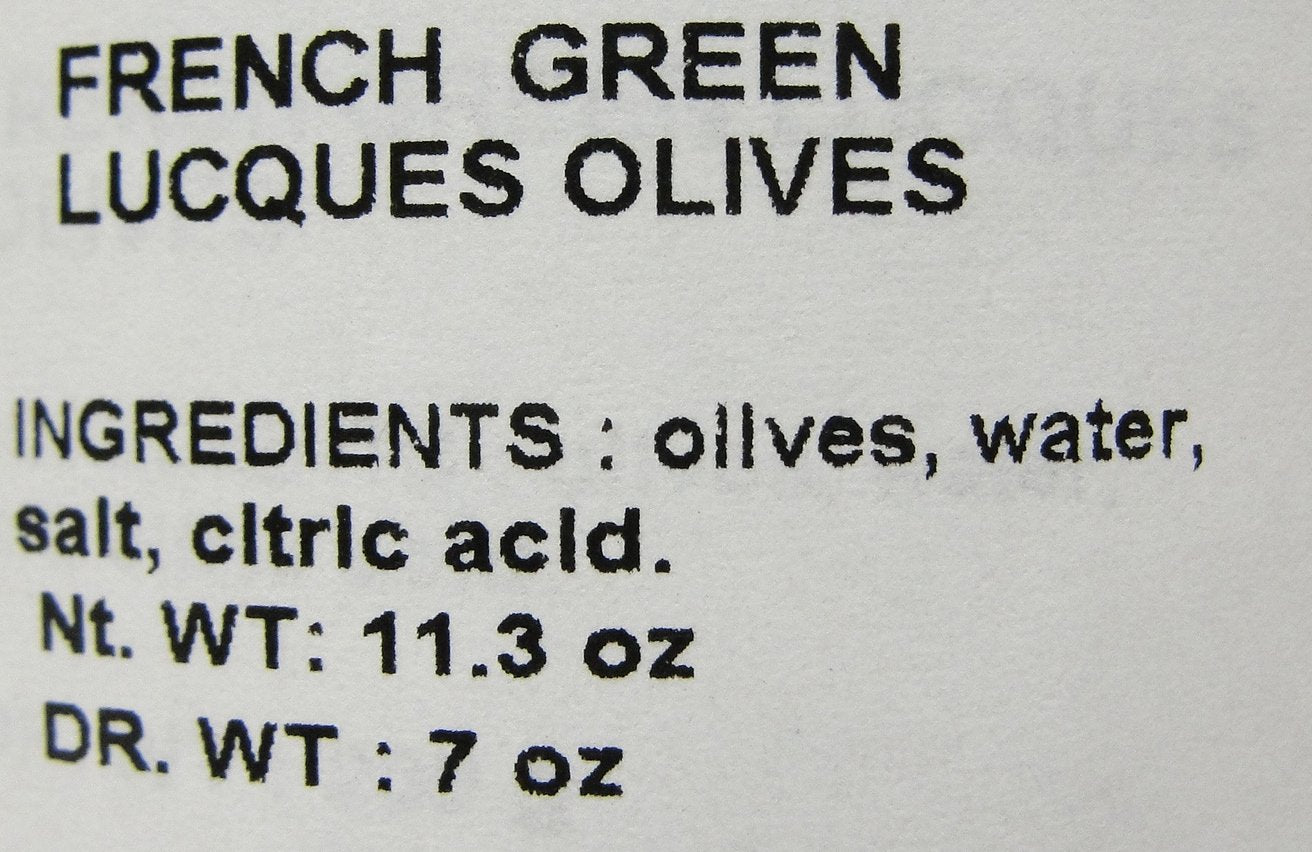 FRENCH GREEN
LUCQUES OLIVES
INGREDIENTS : olives, water,
salt, citric acid.
Nt. WT: 11.3 oz
DR. WT : 7 oz